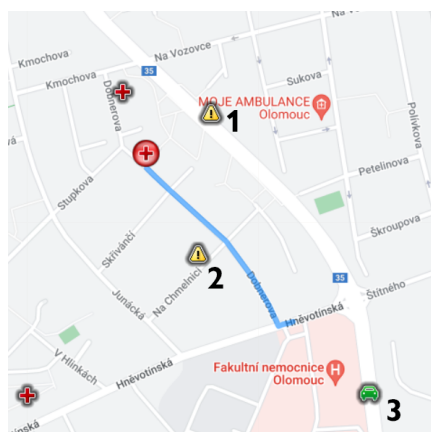 Na Vozovce
Kmochova
35
Kmochova
Dobnerova
Sukova
MOJE AMBULANCE
Olomouc
1
Polívkova
Petelinova
Stupkova
Škroupova
Skřivánčí
2
Na Chmelnici
Dobnerova
35
Štítného
Junácká
Hněvotínská
V Hlinkách
Hněvotínská
Fakultní nemocnice
Olomouc
H
3